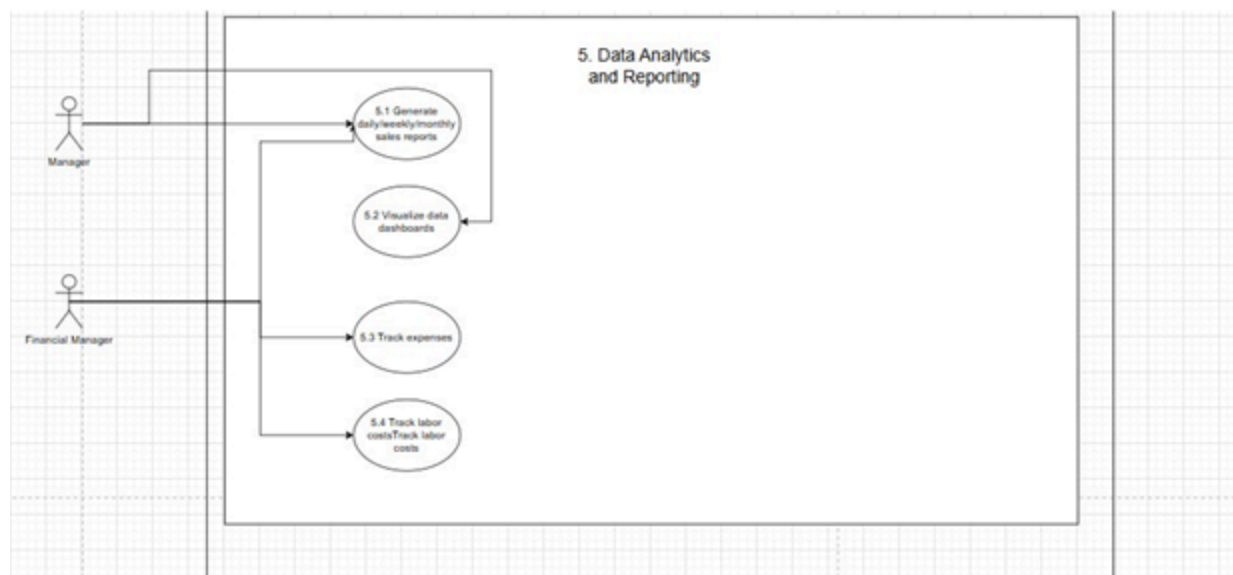 5. Data Analytics
and Reporting
5.1 Generate
daily/weekly/monthly
sales reports
Manager
5.2 Visualize data
dashboards
5.3 Track expenses
Financial Manager
5.4 Track labor
costsTrack labor
costs